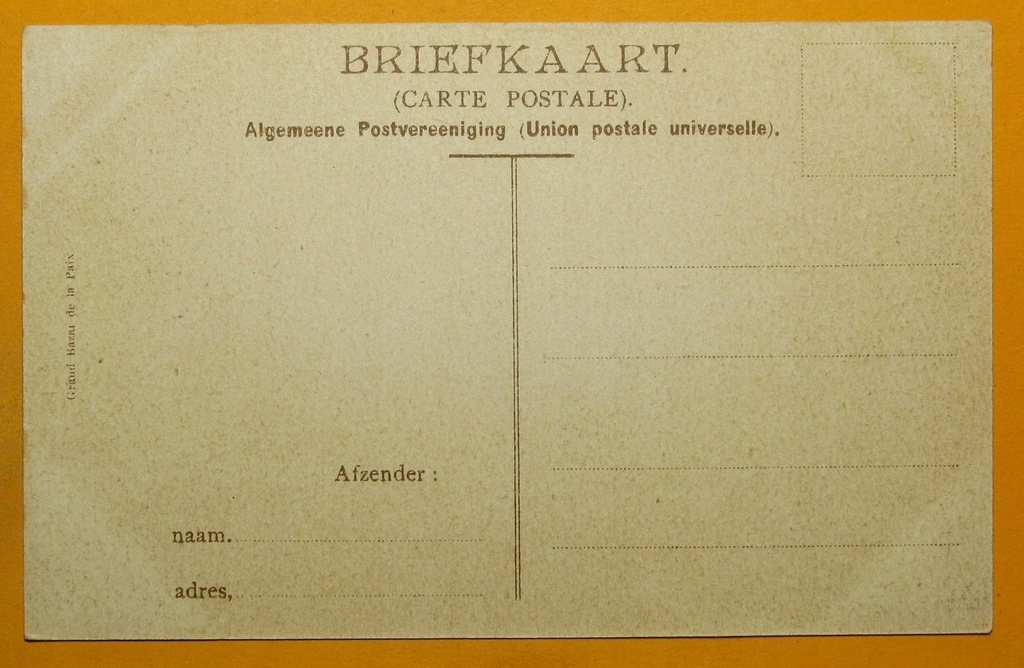 BRIEFKAART.
(CARTE POSTALE).
Algemeene Postvereeniging (Union postale universelle).
Grand Bazar de la Paix
Afzender :
naam.
adres,